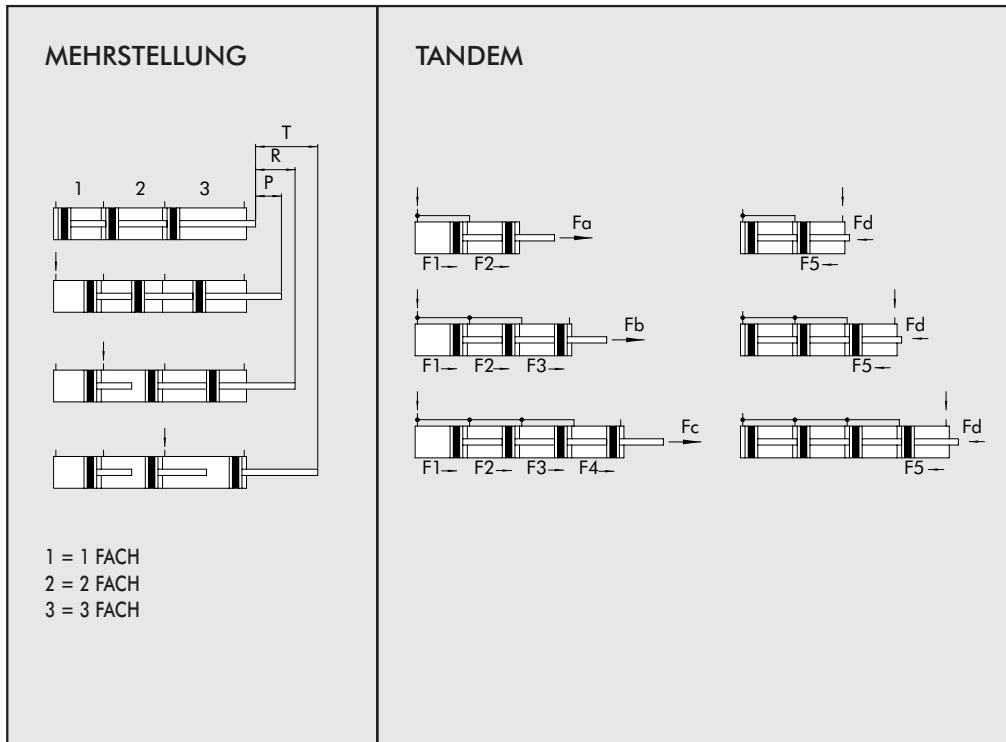 MEHRSTELLUNG
T
R
P
1 2 3
1 = 1 FACH
2 = 2 FACH
3 = 3 FACH
TANDEM
Fa
F1 F2
Fd
F5
Fb
F1 F2 F3
Fd
F5
Fc
F1 F2 F3 F4
Fd
F5